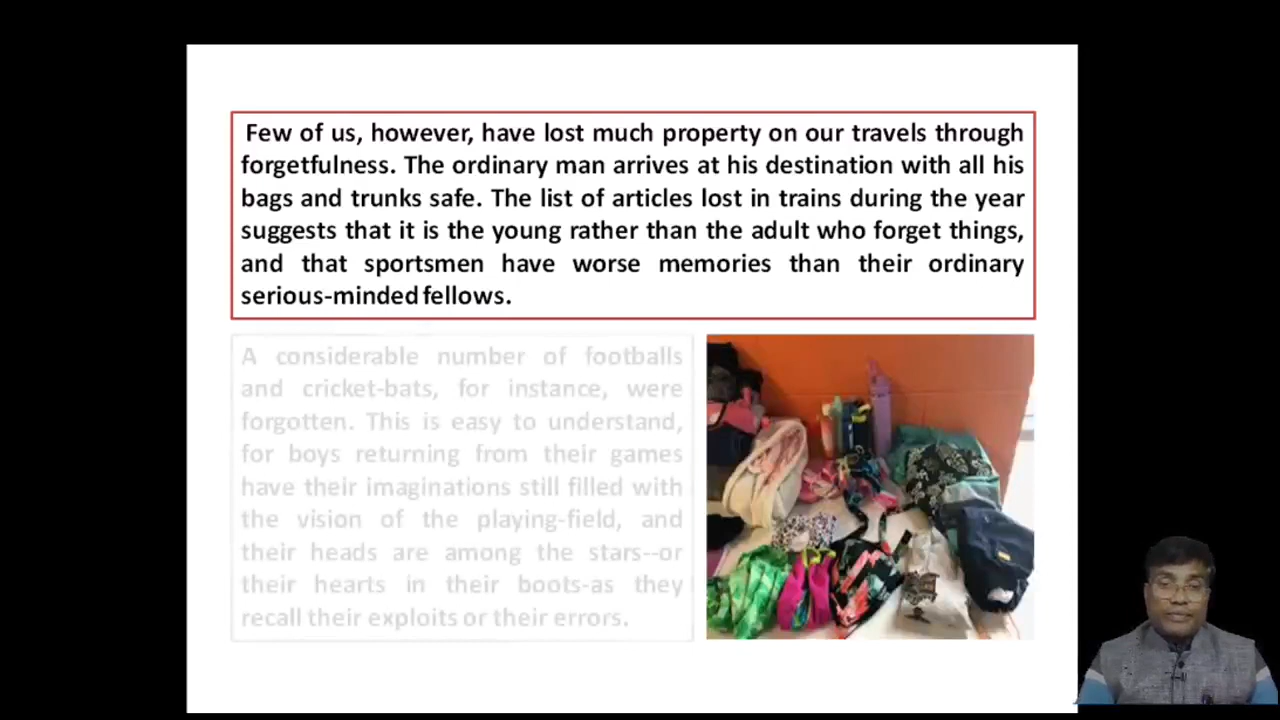 Few of us, however, have lost much property on our travels through
forgetfulness. The ordinary man arrives at his destination with all his
bags and trunks safe. The list of articles lost in trains during the year
suggests that it is the young rather than the adult who forget things,
and that sportsmen have worse memories than their ordinary
serious-minded fellows.
A considerable number of footballs
and cricket-bats, for instance, were
forgotten. This is easy to understand,
for boys returning from their games
have their imaginations still filled with
the vision of the playing-field, and
their heads are among the stars--or
their hearts in their boots-as they
recall their exploits or their errors.